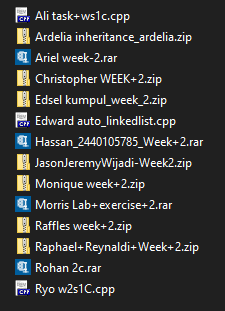 Ali task+ws1c.cpp
Ardelia inheritance_ardelia.zip
Ariel week-2.rar
Christopher WEEK+2.zip
Edsel kumpul_week_2.zip
Edward auto_linkedlist.cpp
Hassan_2440105785_Week+2.rar
JasonJeremyWijadi-Week2.zip
Monique week+2.zip
Morris Lab+exercise+2.rar
Raffles week+2.zip
Raphael+Reynaldi+Week+2.zip
Rohan 2c.rar
Ryo w2s1C.cpp